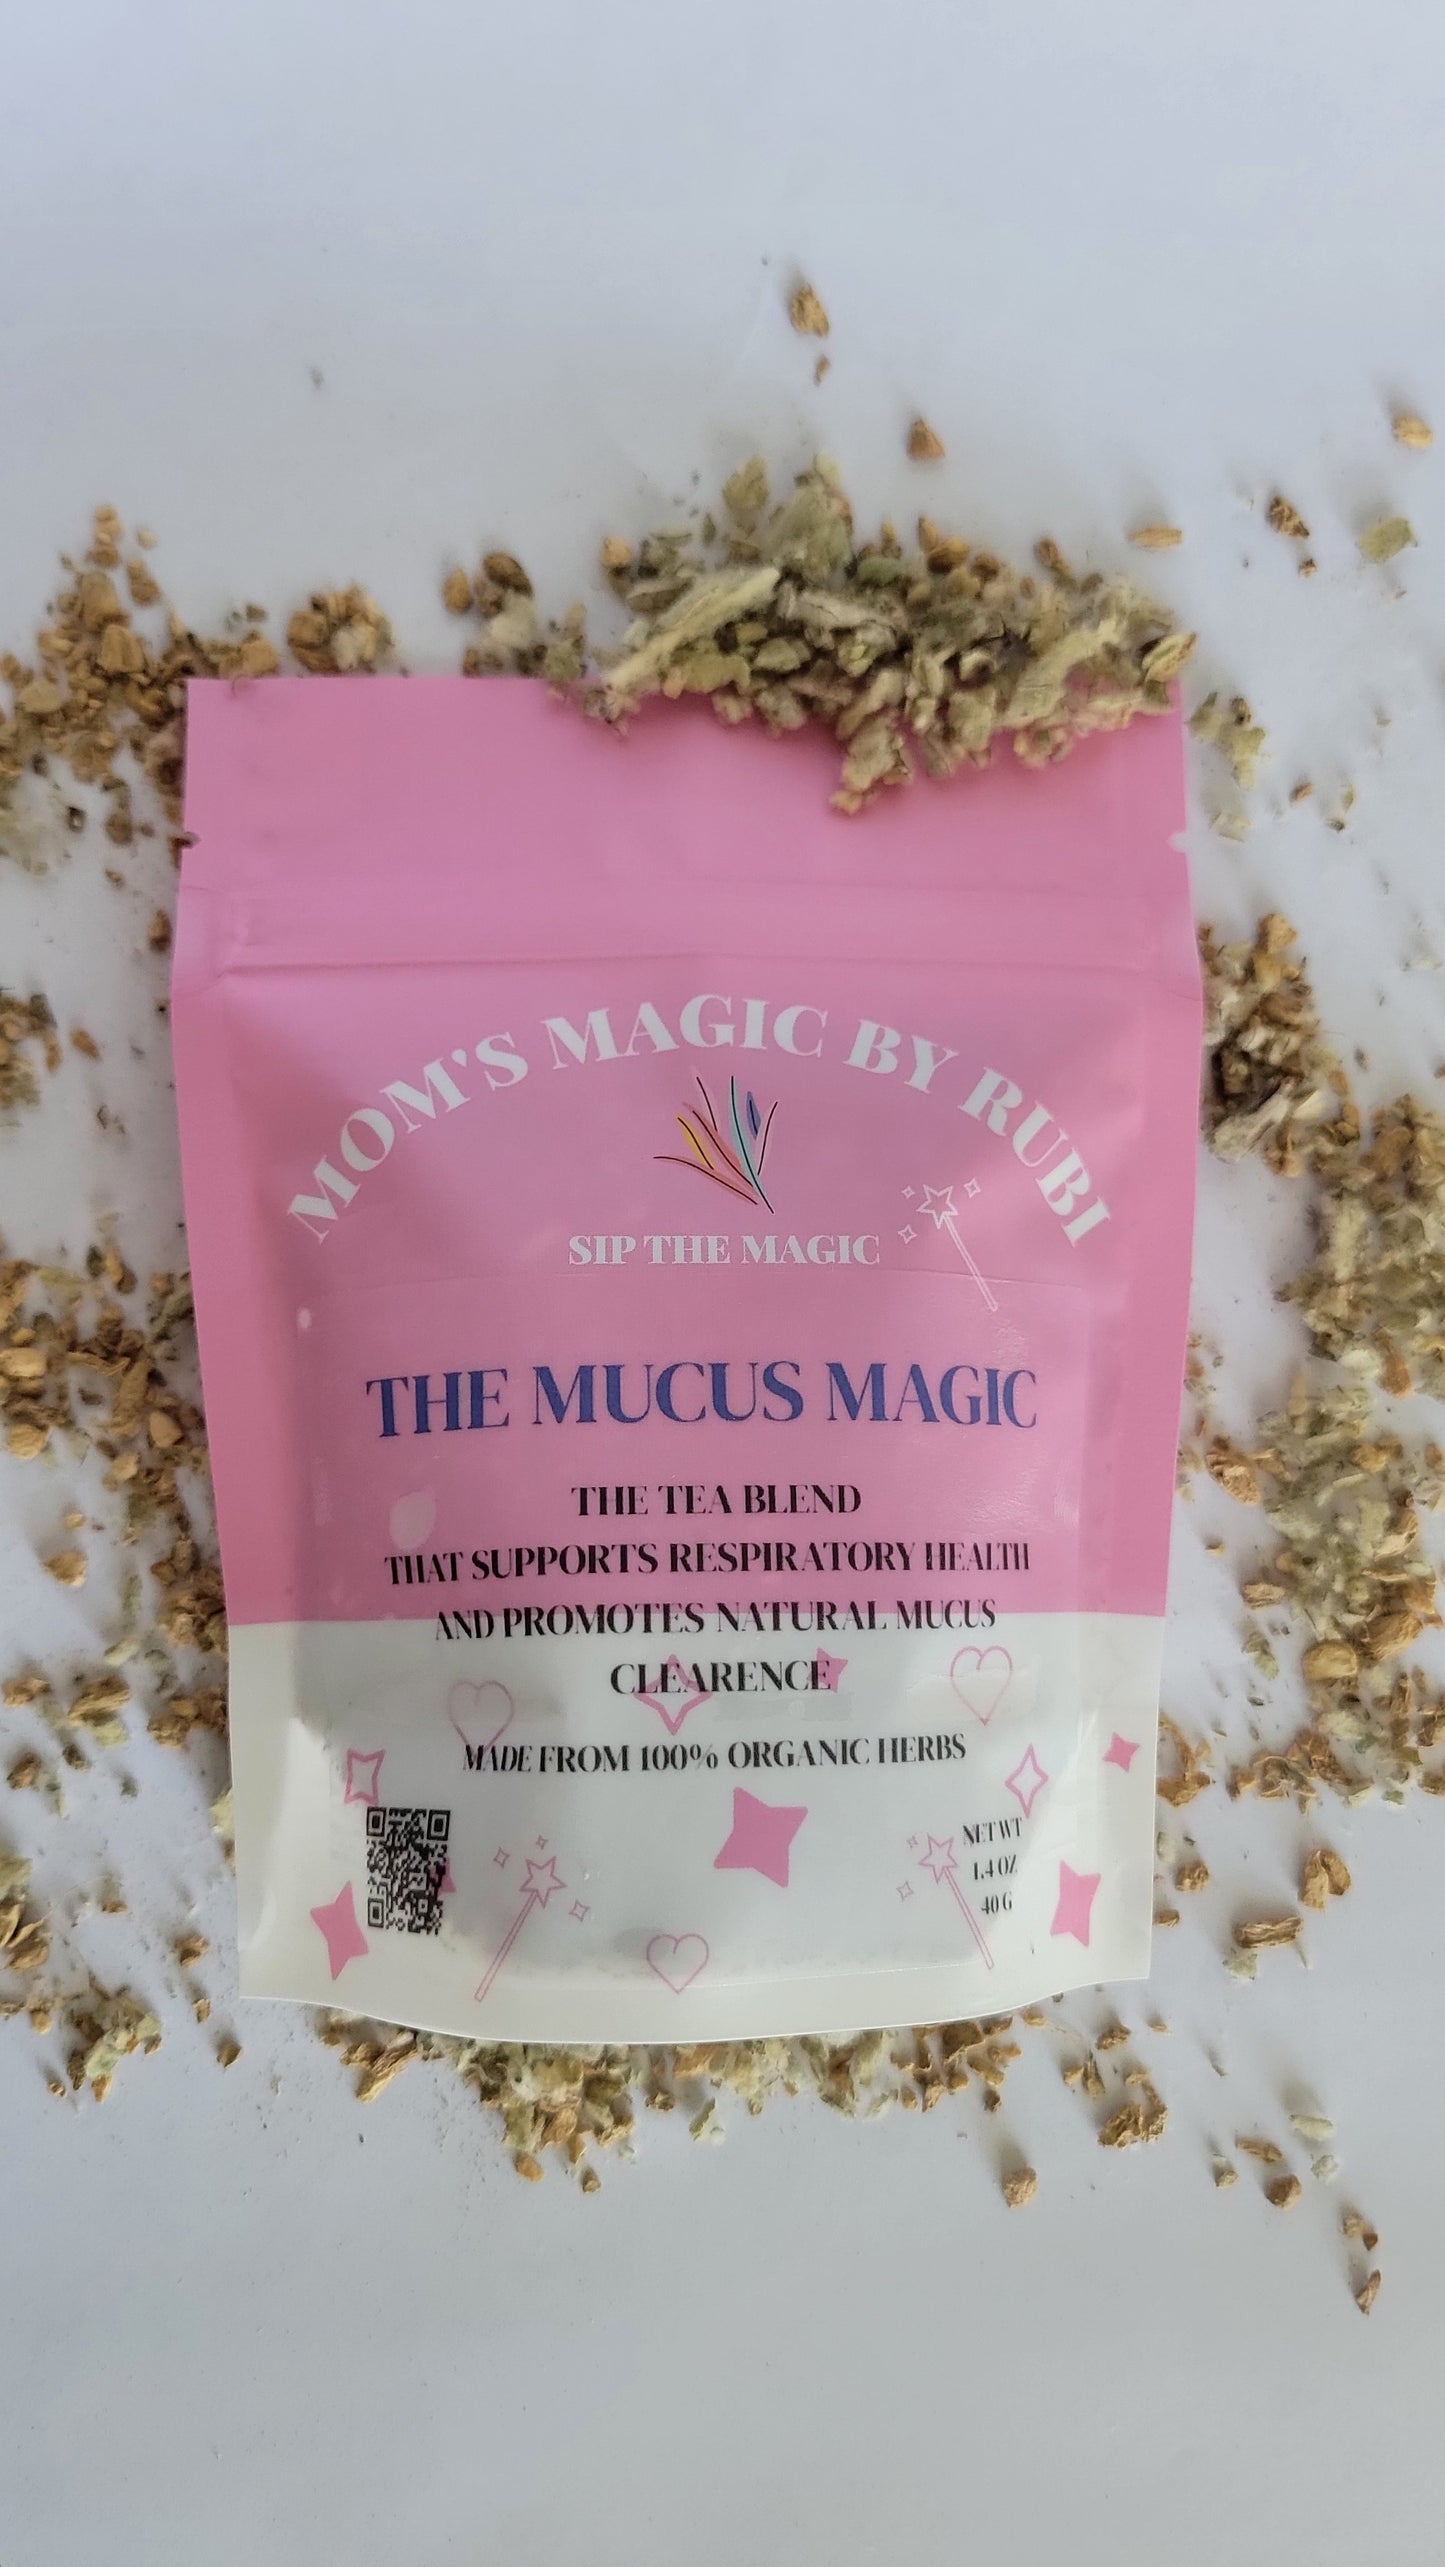 MOM'S MAGIC BY RUBI
SIP THE MAGIC
THE MUCUS MAGIC
THE TEA BLEND
THAT SUPPORTS RESPIRATORY HEALTH
AND PROMOTES NATURAL MUCUS
CLEARENCE
MADE FROM 100% ORGANIC HERBS
NET WT
1.4 OZ
40 G